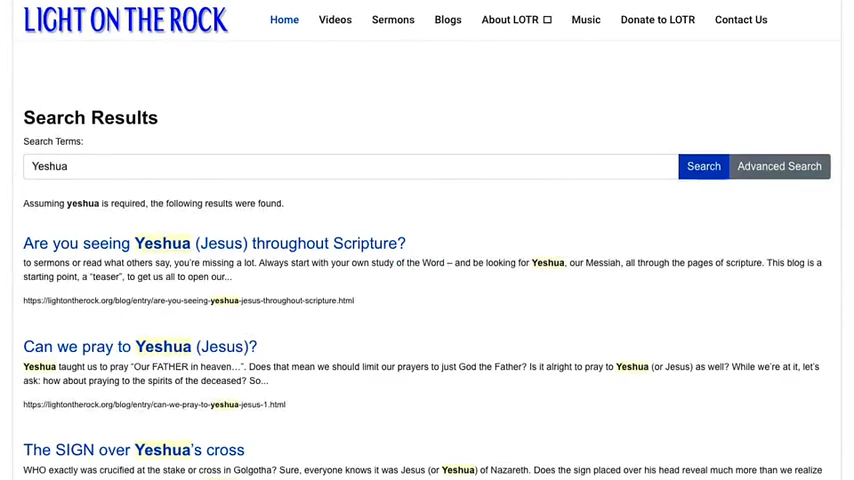 LIGHT ON THE ROCK
Home Videos Sermons Blogs About LOTR Music Donate to LOTR Contact Us
Search Results
Search Terms:
Yeshua Search Advanced Search
Assuming yeshua is required, the following results were found.
Are you seeing Yeshua (Jesus) throughout Scripture?
to sermons or read what others say, you're missing a lot. Always start with your own study of the Word – and be looking for Yeshua, our Messiah, all through the pages of scripture. This blog is a
starting point, a “teaser”, to get us all to open our...
https://lightontherock.org/blog/entry/are-you-seeing-yeshua-jesus-throughout-scripture.html
Can we pray to Yeshua (Jesus)?
Yeshua taught us to pray “Our FATHER in heaven…”. Does that mean we should limit our prayers to just God the Father? Is it alright to pray to Yeshua (or Jesus) as well? While we’re at it, let’s
ask: how about praying to the spirits of the deceased? So...
https://lightontherock.org/blog/entry/can-we-pray-to-yeshua-jesus-1.html
The SIGN over Yeshua’s cross
WHO exactly was crucified at the stake or cross in Golgotha? Sure, everyone knows it was Jesus (or Yeshua) of Nazareth. Does the sign placed over his head reveal much more than we realize